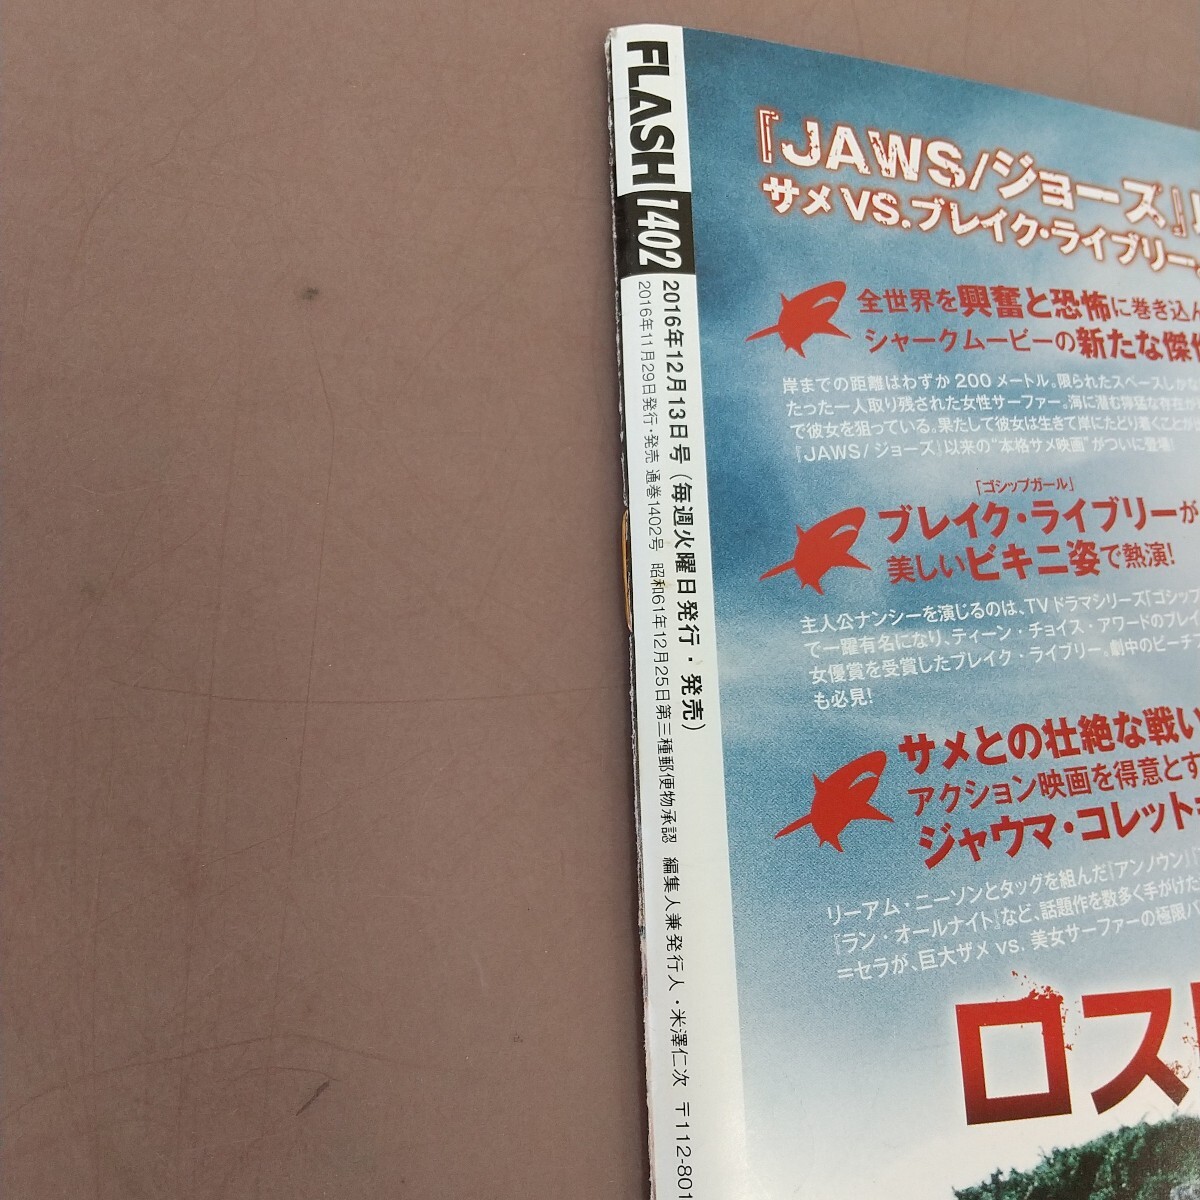 FLASH 1402
2016年12月13日号(毎週火曜日発行・発売)
2016年11月29日発行・発売 通巻1402号 昭和61年12月25日第三種郵便物承認 編集人兼発行人・米澤仁次 〒112-801
『JAWS/ジョーズ』
サメVS.ブレイク・ライブリー
全世界を興奮と恐怖に巻き込ん
シャークムービーの新たな傑作
岸までの距離はわずか200メートル。限られたスペースしかな
たった一人取り残された女性サーファー。海に潜む獰猛な存在が
で彼女を狙っている。果たして彼女は生きて岸にたどり着くことが
『JAWS/ジョーズ』以来の“本格サメ映画”がついに登場!
「ゴシップガール」
ブレイク・ライブリーが
美しいビキニ姿で熱演!
主人公ナンシーを演じるのは、TVドラマシリーズ「ゴシップ
で一躍有名になり、ティーン・チョイス・アワードのブレイ
女優賞を受賞したブレイク・ライブリー。劇中のビーチ
も必見!
サメとの壮絶な戦い
アクション映画を得意とす
ジャウマ・コレット=
リーアム・ニーソンとタッグを組んだ『アンノウン』
『ラン・オールナイト』など、話題作を数多く手がけた
=セラが、巨大ザメvs.美女サーファーの極限バ
ロス